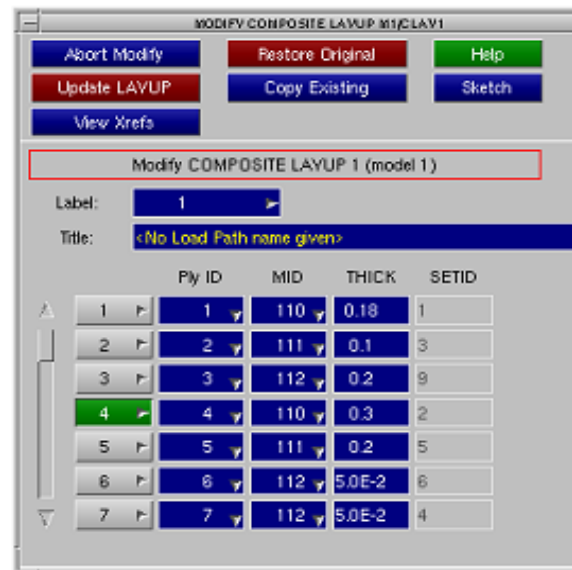 MODIFY COMPOSITE LAYUP M1/CLAY1
Abort Modify Restore Original Help
Update LAYUP Copy Existing Sketch
View Xrefs
Modify COMPOSITE LAYUP 1 (model 1)
Label: 1
Title: <No Load Path name given>
Ply ID MID THICK SETID
1 1 110 0.18 1
2 2 111 0.1 3
3 3 112 0.2 9
4 4 110 0.3 2
5 5 111 0.2 5
6 6 112 5.0E-2 6
7 7 112 5.0E-2 4